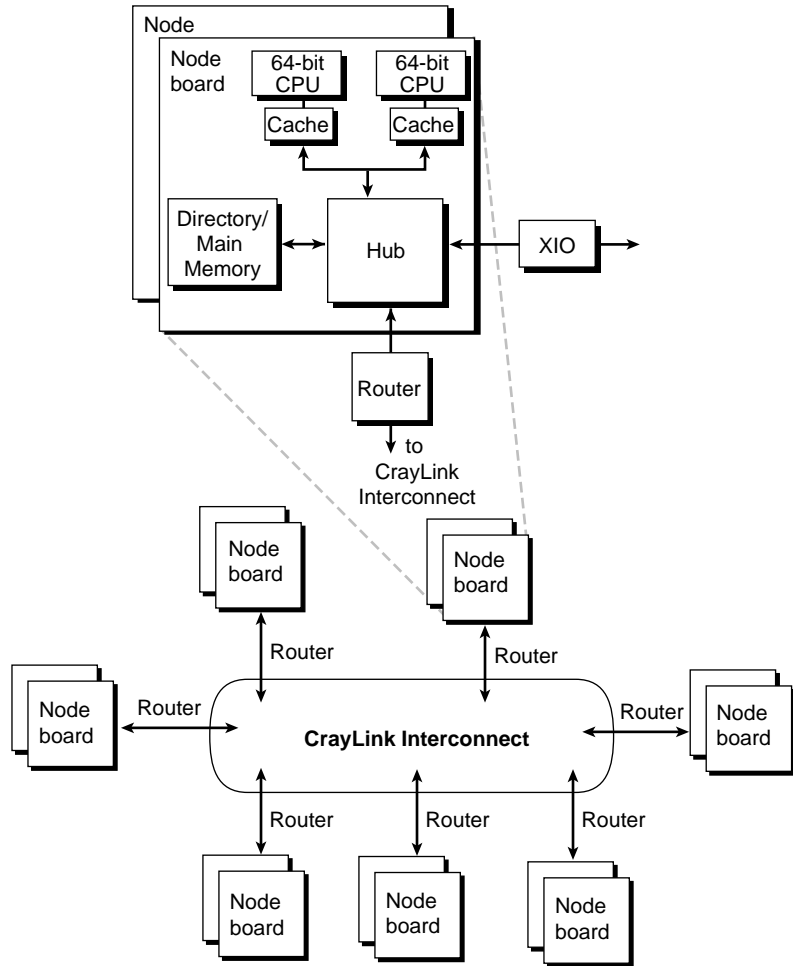 Node
Node
board
64-bit
CPU
64-bit
CPU
Cache
Cache
Directory/
Main
Memory
Hub
XIO
Router
to
CrayLink
Interconnect
Node
board
Node
board
Router
Router
Node
board
Router
CrayLink Interconnect
Router
Node
board
Router
Router
Router
Node
board
Node
board
Node
board